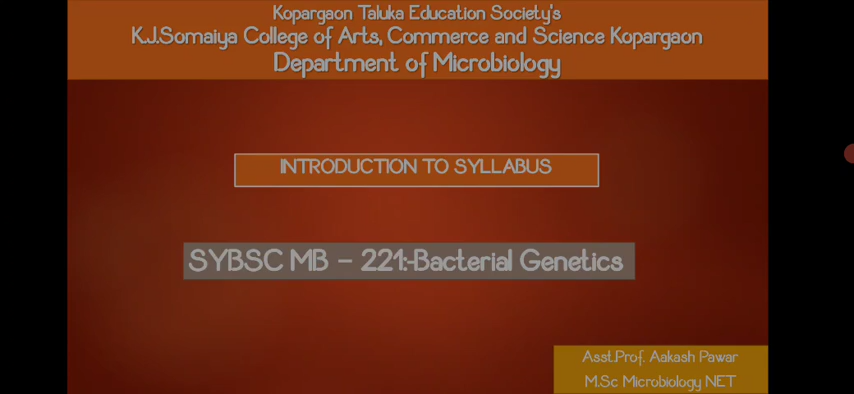 Kopargaon Taluka Education Society's
K.J.Somaiya College of Arts, Commerce and Science Kopargaon
Department of Microbiology
INTRODUCTION TO SYLLABUS
SYBSC MB – 221:-Bacterial Genetics
Asst.Prof. Aakash Pawar
M.Sc Microbiology NET